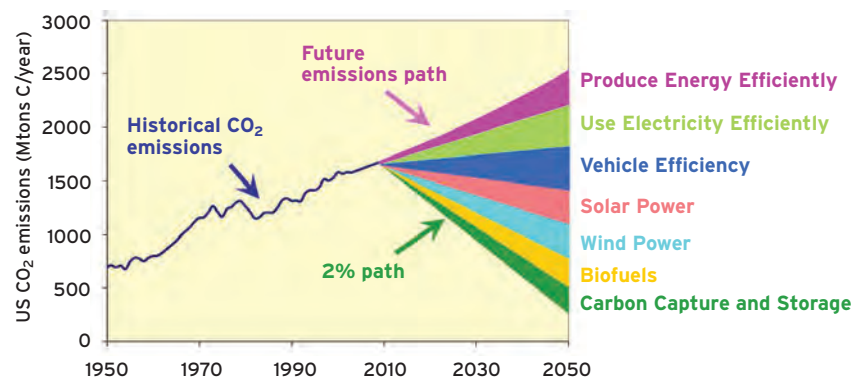 US CO₂ emissions (Mtons C/year)
3000
2500
2000
1500
1000
500
0
1950
1970
1990
2010
2030
2050
Historical CO₂
emissions
Future
emissions path
2% path
Produce Energy Efficiently
Use Electricity Efficiently
Vehicle Efficiency
Solar Power
Wind Power
Biofuels
Carbon Capture and Storage